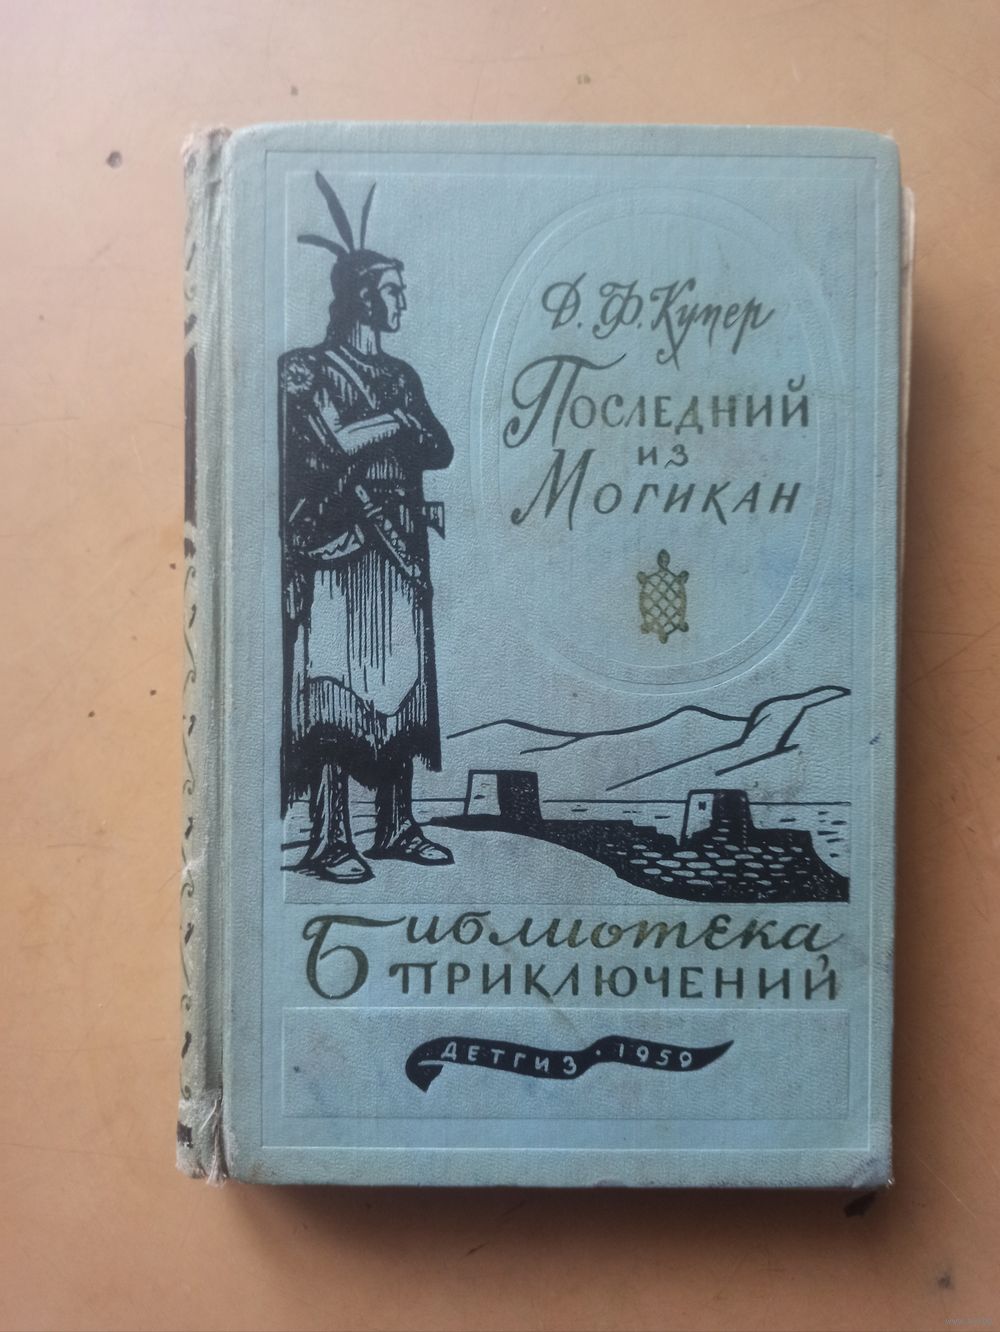 Д. Ф. Купер
Последний
из
Могикан
Библиотека
приключений
ДЕТГИЗ · 1959